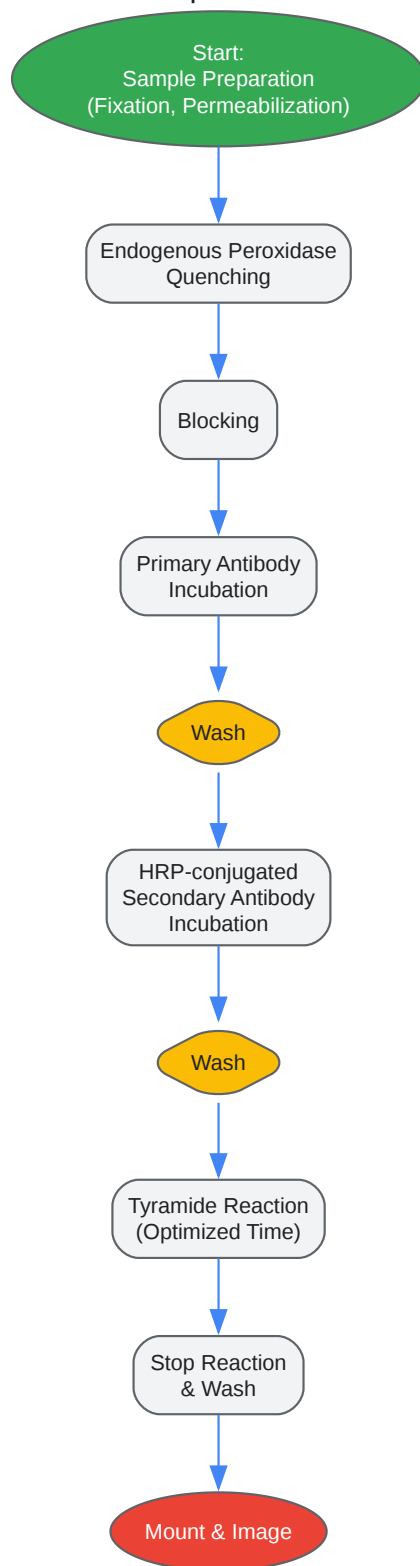 Start:
Sample Preparation
(Fixation, Permeabilization)
Endogenous Peroxidase
Quenching
Blocking
Primary Antibody
Incubation
Wash
HRP-conjugated
Secondary Antibody
Incubation
Wash
Tyramide Reaction
(Optimized Time)
Stop Reaction
& Wash
Mount & Image